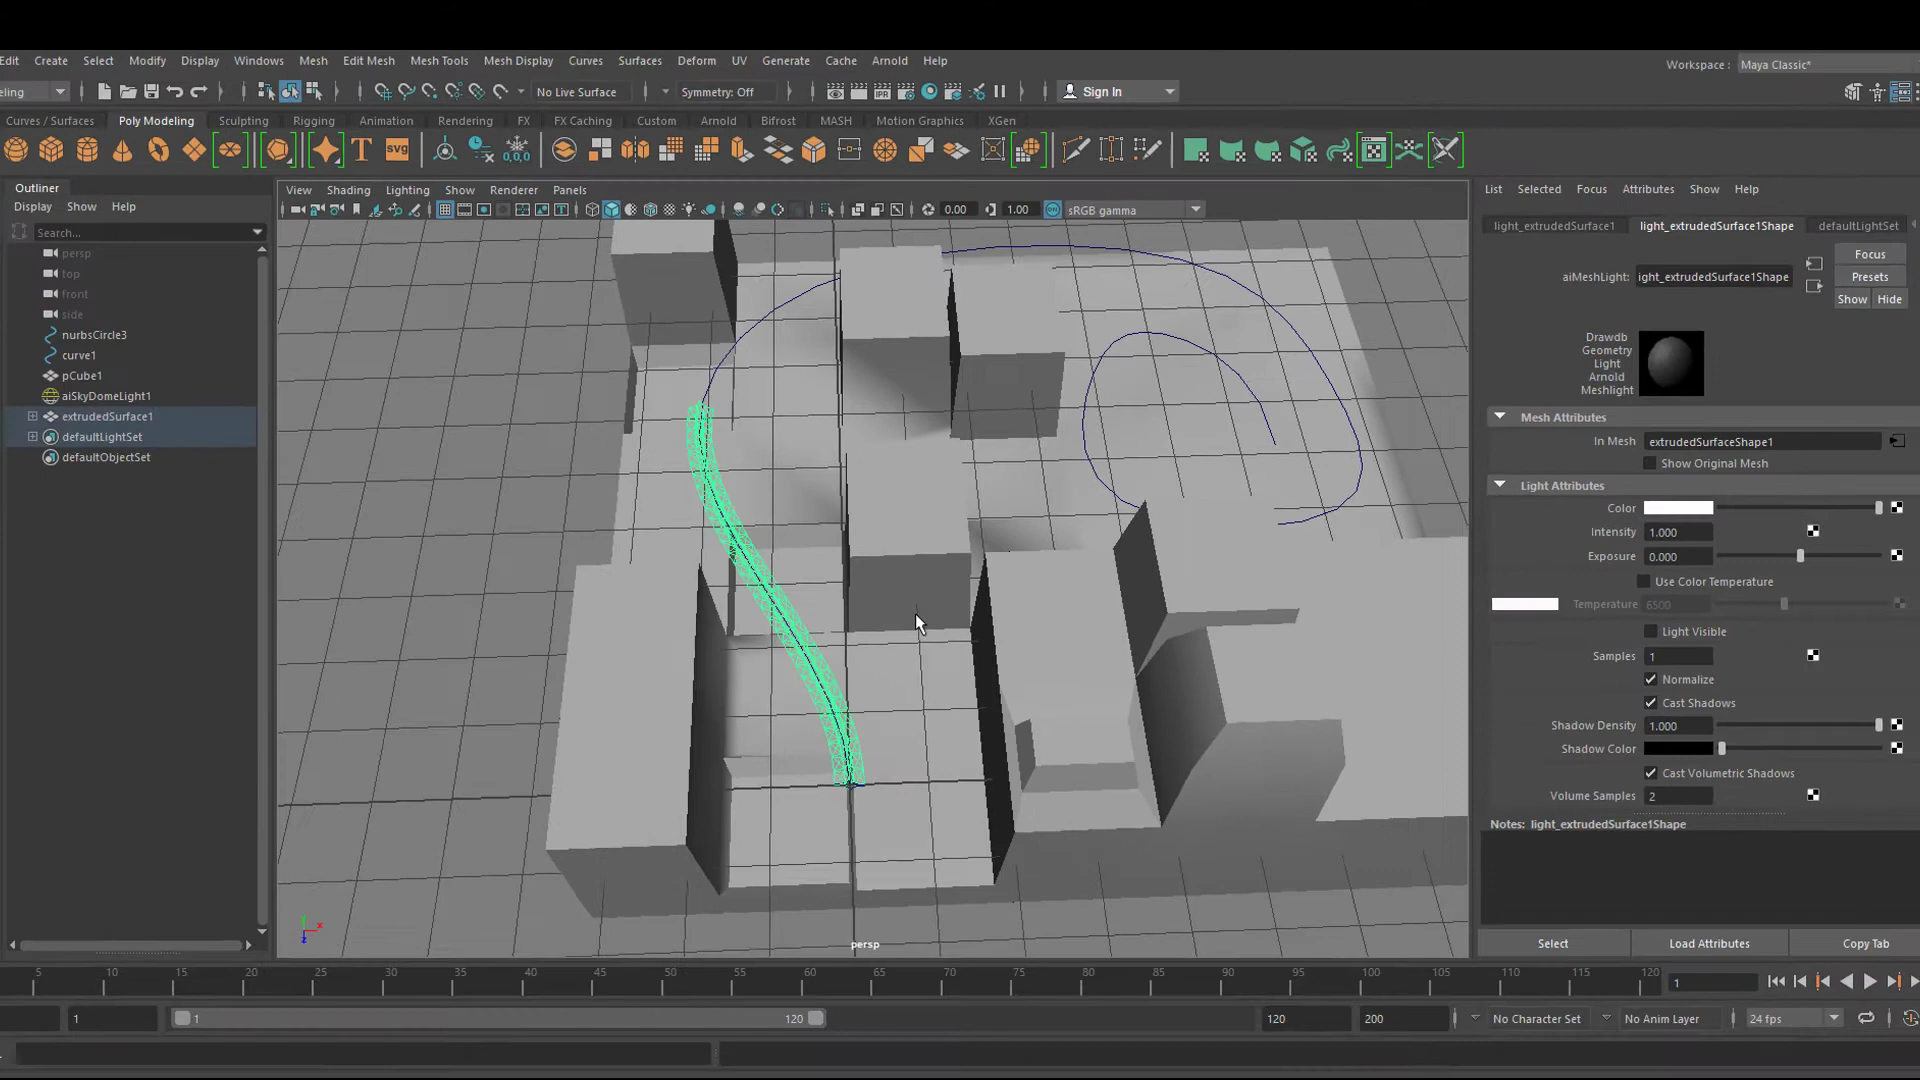 Edit Create Select Modify Display Windows Mesh Edit Mesh Mesh Tools Mesh Display Curves Surfaces Deform UV Generate Cache Arnold Help
Workspace : Maya Classic*
eling
No Live Surface
Symmetry: Off
Sign In
Curves / Surfaces Poly Modeling Sculpting Rigging Animation Rendering FX FX Caching Custom Arnold Bifrost MASH Motion Graphics XGen
T SVG 0,0,0
Outliner
Display Show Help
Search...
persp
top
front
side
nurbsCircle3
curve1
pCube1
aiSkyDomeLight1
extrudedSurface1
defaultLightSet
defaultObjectSet
View Shading Lighting Show Renderer Panels
0.00 1.00 sRGB gamma
persp
List Selected Focus Attributes Show Help
light_extrudedSurface1 light_extrudedSurface1Shape defaultLightSet
Focus
aiMeshLight: ight_extrudedSurface1Shape
Presets
Show Hide
Drawdb
Geometry
Light
Arnold
Meshlight
Mesh Attributes
In Mesh extrudedSurfaceShape1
Show Original Mesh
Light Attributes
Color
Intensity 1.000
Exposure 0.000
Use Color Temperature
Temperature 6500
Light Visible
Samples 1
Normalize
Cast Shadows
Shadow Density 1.000
Shadow Color
Cast Volumetric Shadows
Volume Samples 2
Notes: light_extrudedSurface1Shape
Select Load Attributes Copy Tab
5 10 15 20 25 30 35 40 45 50 55 60 65 70 75 80 85 90 95 100 105 110 115 120
1
1 1 120 120 200 No Character Set No Anim Layer 24 fps